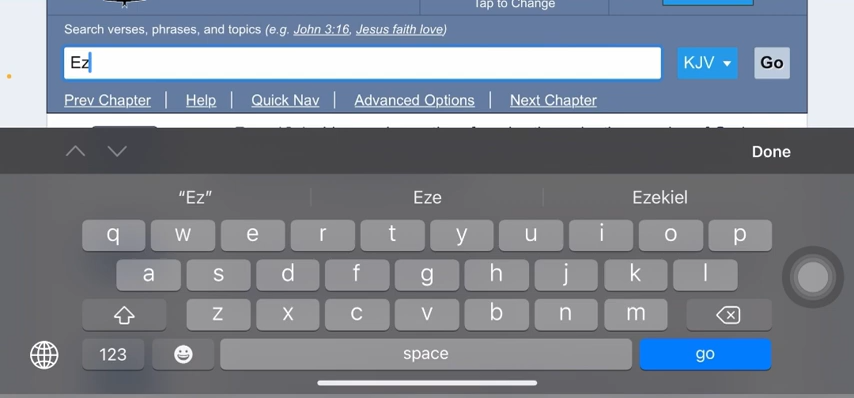 Tap to Change
Search verses, phrases, and topics (e.g. John 3:16, Jesus faith love)
Ez
KJV
Go
Prev Chapter | Help | Quick Nav | Advanced Options | Next Chapter
Done
“Ez” Eze Ezekiel
q w e r t y u i o p
a s d f g h j k l
z x c v b n m
123 space go